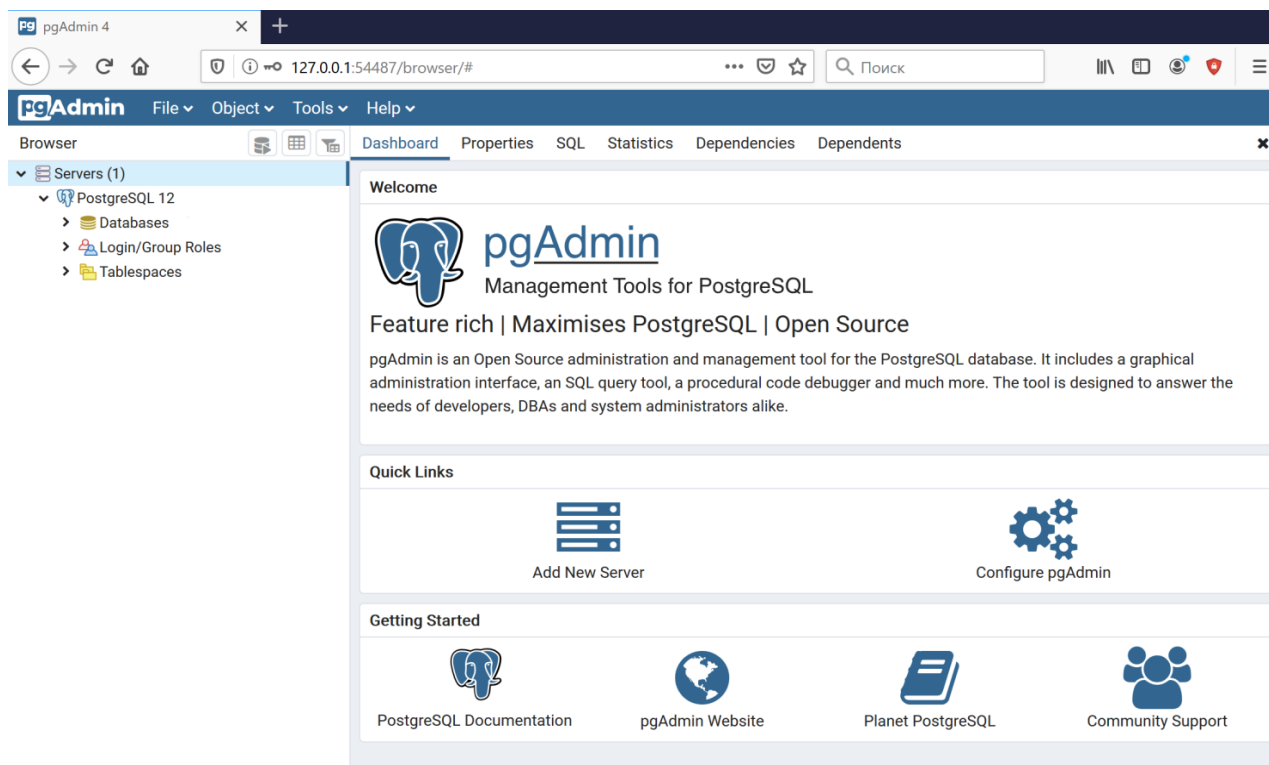 pgAdmin 4
127.0.0.1:54487/browser/#
Поиск
pgAdmin File Object Tools Help
Browser
Dashboard Properties SQL Statistics Dependencies Dependents
Servers (1)
PostgreSQL 12
Databases
Login/Group Roles
Tablespaces
Welcome
pgAdmin
Management Tools for PostgreSQL
Feature rich | Maximises PostgreSQL | Open Source
pgAdmin is an Open Source administration and management tool for the PostgreSQL database. It includes a graphical
administration interface, an SQL query tool, a procedural code debugger and much more. The tool is designed to answer the
needs of developers, DBAs and system administrators alike.
Quick Links
Add New Server
Configure pgAdmin
Getting Started
PostgreSQL Documentation
pgAdmin Website
Planet PostgreSQL
Community Support